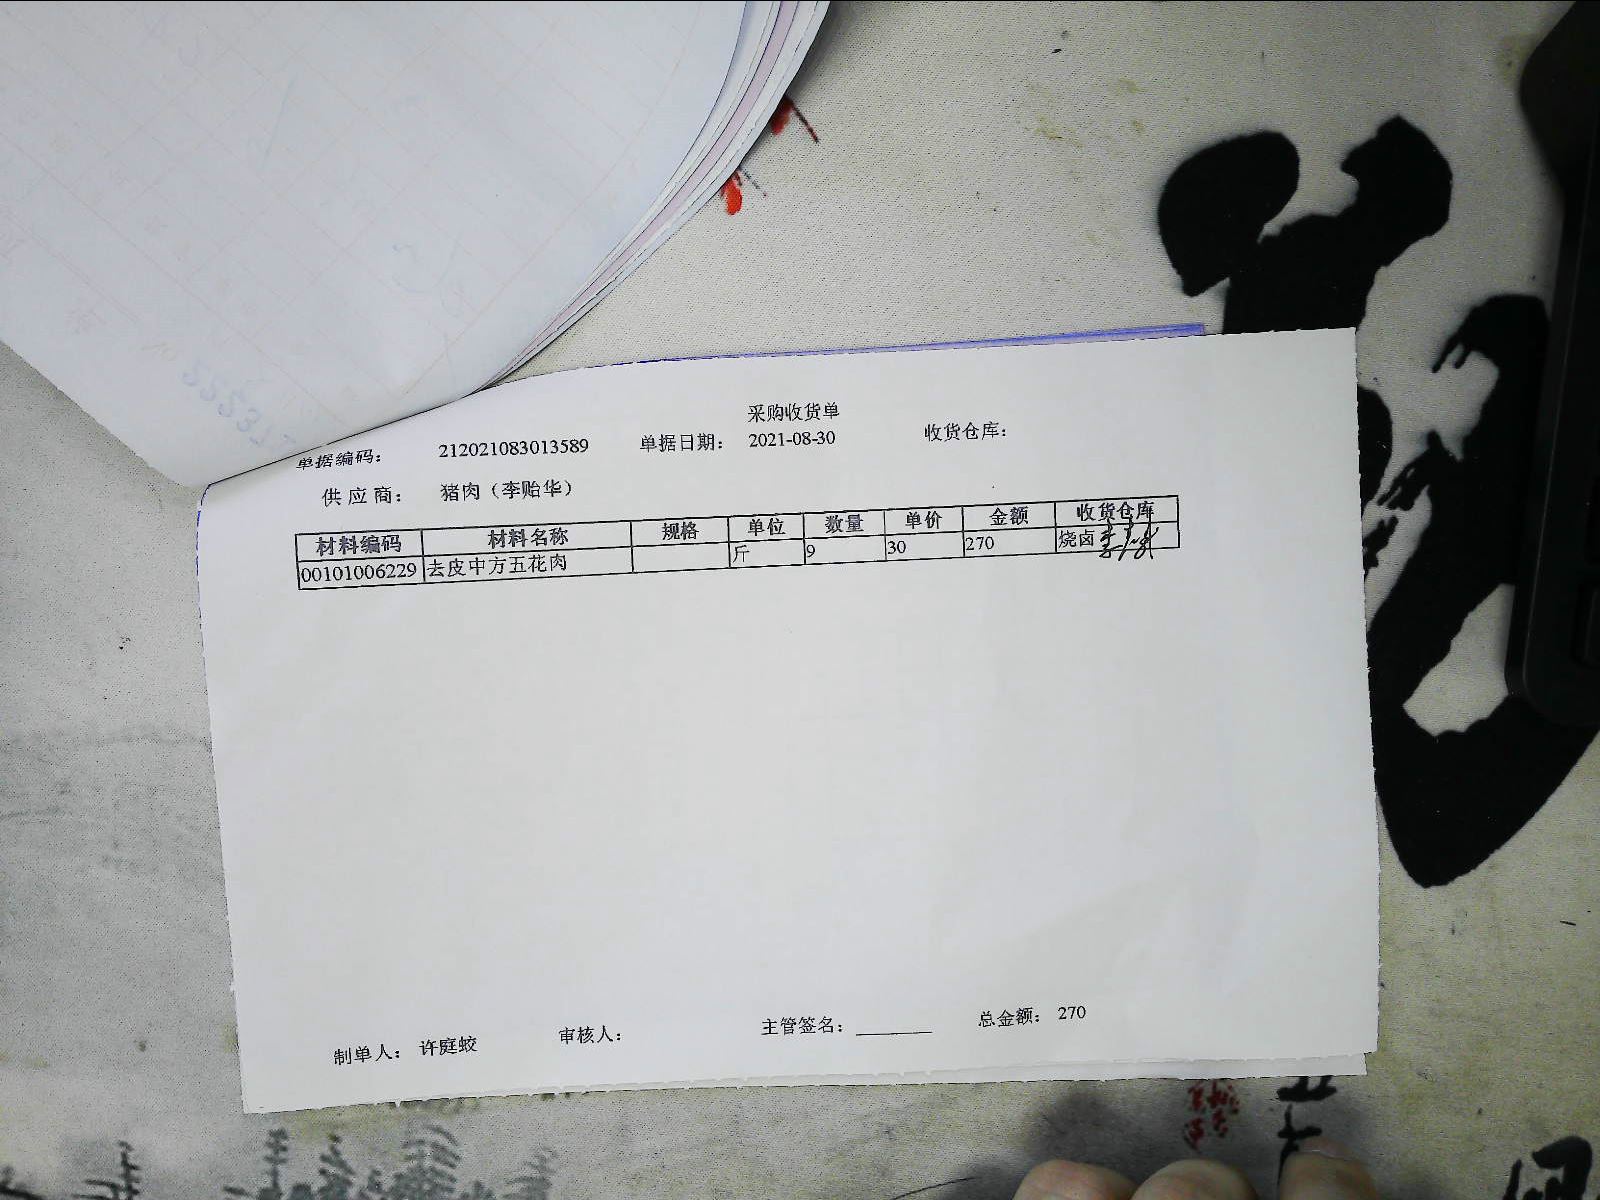 采购收货单
单据编码： 212021083013589 单据日期： 2021-08-30 收货仓库：
供应商： 猪肉（李贻华）
材料编码 材料名称 规格 单位 数量 单价 金额 收货仓库
00101006229 去皮中方五花肉 斤 9 30 270 烧卤
制单人： 许庭蛟 审核人： 主管签名：________ 总金额： 270